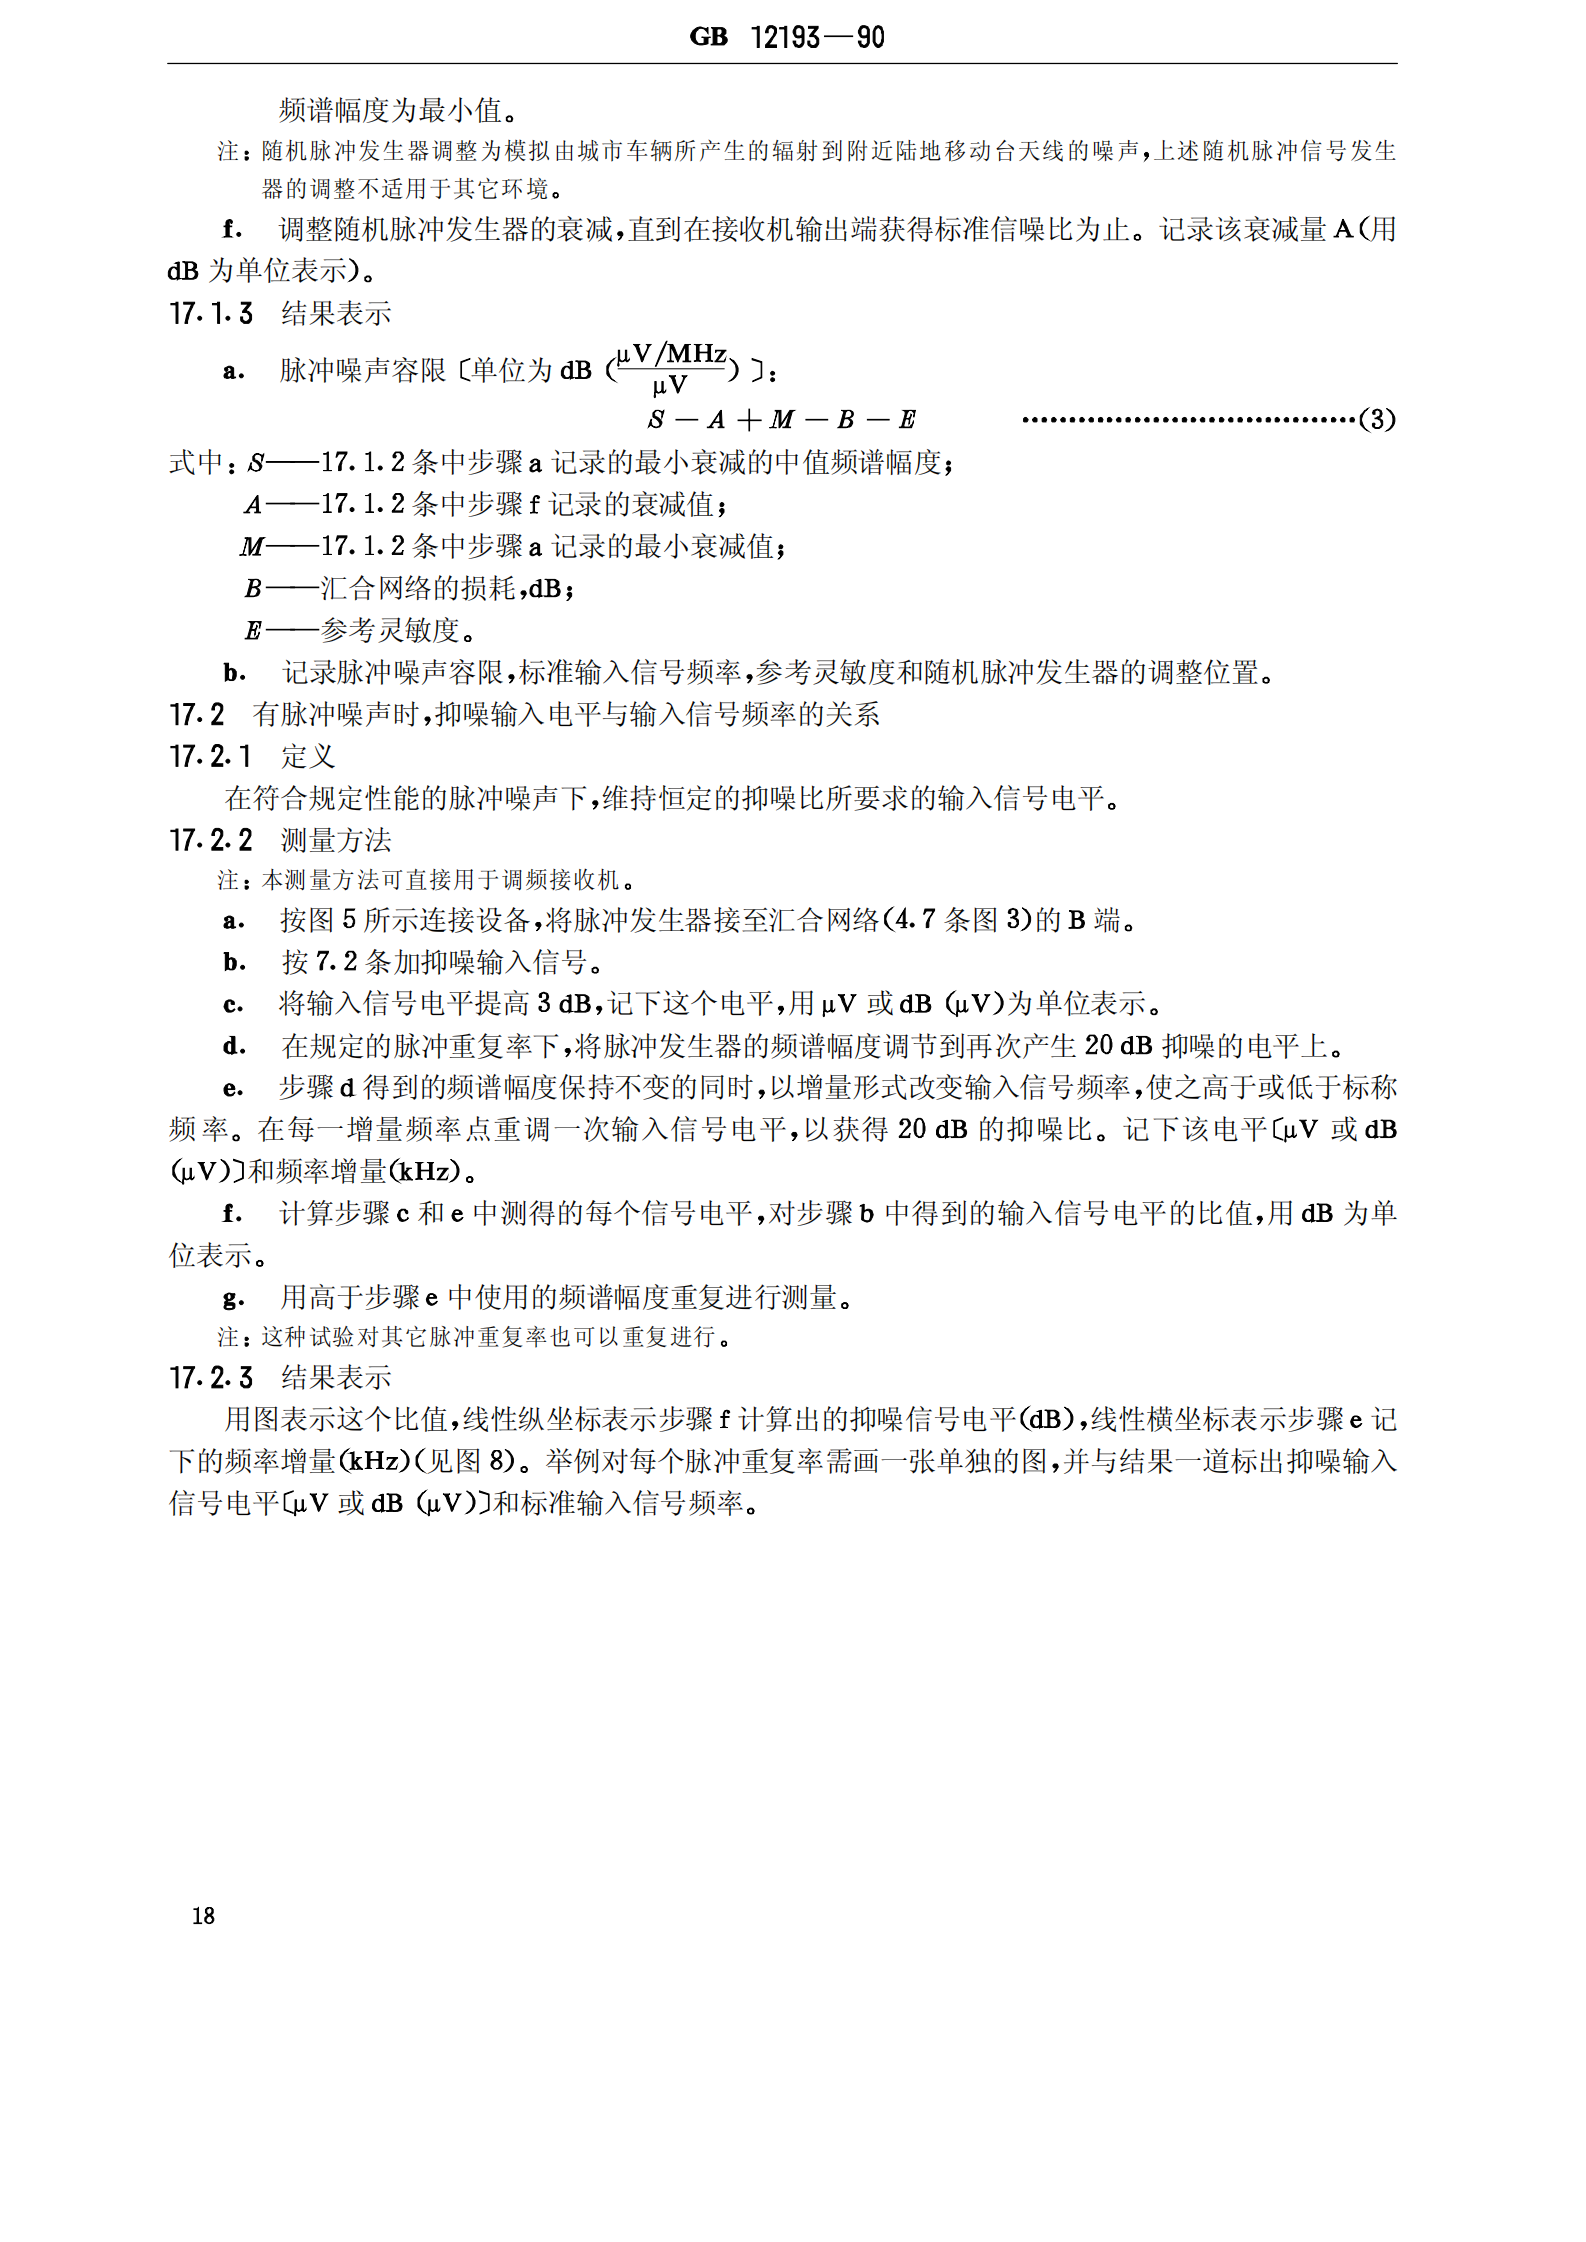 GB 12193—90
频谱幅度为最小值。
注：随机脉冲发生器调整为模拟由城市车辆所产生的辐射到附近陆地移动台天线的噪声，上述随机脉冲信号发生
器的调整不适用于其它环境。
f. 调整随机脉冲发生器的衰减，直到在接收机输出端获得标准信噪比为止。记录该衰减量 A（用
dB 为单位表示）。
17.1.3 结果表示
a. 脉冲噪声容限〔单位为 dB（μV/MHz/μV）〕：
S－A＋M－B－E ………………………………(3)
式中：S——17.1.2 条中步骤 a 记录的最小衰减的中值频谱幅度；
A——17.1.2 条中步骤 f 记录的衰减值；
M——17.1.2 条中步骤 a 记录的最小衰减值；
B——汇合网络的损耗，dB；
E——参考灵敏度。
b. 记录脉冲噪声容限，标准输入信号频率，参考灵敏度和随机脉冲发生器的调整位置。
17.2 有脉冲噪声时，抑噪输入电平与输入信号频率的关系
17.2.1 定义
在符合规定性能的脉冲噪声下，维持恒定的抑噪比所要求的输入信号电平。
17.2.2 测量方法
注：本测量方法可直接用于调频接收机。
a. 按图 5 所示连接设备，将脉冲发生器接至汇合网络（4.7 条图 3）的 B 端。
b. 按 7.2 条加抑噪输入信号。
c. 将输入信号电平提高 3 dB，记下这个电平，用 μV 或 dB（μV）为单位表示。
d. 在规定的脉冲重复率下，将脉冲发生器的频谱幅度调节到再次产生 20 dB 抑噪的电平上。
e. 步骤 d 得到的频谱幅度保持不变的同时，以增量形式改变输入信号频率，使之高于或低于标称
频率。在每一增量频率点重调一次输入信号电平，以获得 20 dB 的抑噪比。记下该电平〔μV 或 dB
（μV）〕和频率增量（kHz）。
f. 计算步骤 c 和 e 中测得的每个信号电平，对步骤 b 中得到的输入信号电平的比值，用 dB 为单
位表示。
g. 用高于步骤 e 中使用的频谱幅度重复进行测量。
注：这种试验对其它脉冲重复率也可以重复进行。
17.2.3 结果表示
用图表示这个比值，线性纵坐标表示步骤 f 计算出的抑噪信号电平（dB），线性横坐标表示步骤 e 记
下的频率增量（kHz）（见图 8）。举例对每个脉冲重复率需画一张单独的图，并与结果一道标出抑噪输入
信号电平〔μV 或 dB（μV）〕和标准输入信号频率。
18